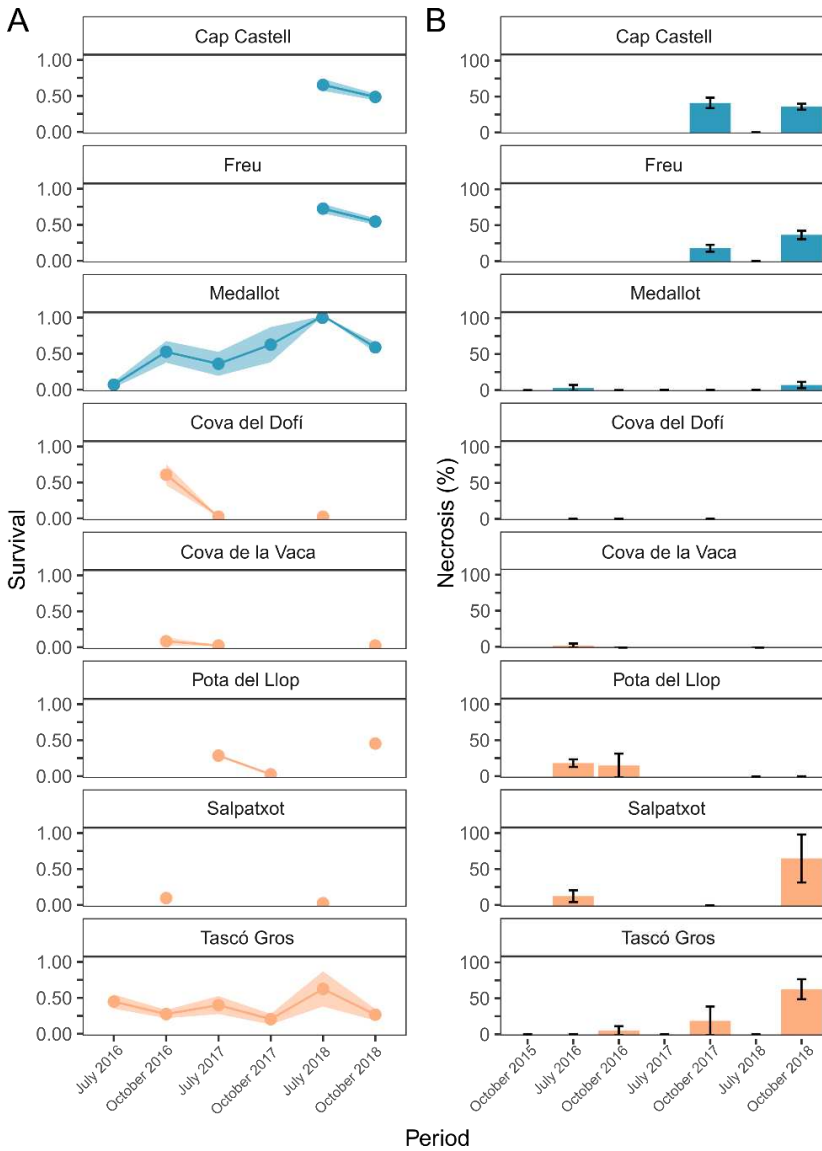 A
B
Survival
Cap Castell
1.00
0.50
0.00
Freu
1.00
0.50
0.00
Medallot
1.00
0.50
0.00
Cova del Dofí
1.00
0.50
0.00
Cova de la Vaca
1.00
0.50
0.00
Pota del Llop
1.00
0.50
0.00
Salpatxot
1.00
0.50
0.00
Tascó Gros
1.00
0.50
0.00
July 2016
October 2016
July 2017
October 2017
July 2018
October 2018
Necrosis (%)
Cap Castell
100
50
0
Freu
100
50
0
Medallot
100
50
0
Cova del Dofí
100
50
0
Cova de la Vaca
100
50
0
Pota del Llop
100
50
0
Salpatxot
100
50
0
Tascó Gros
100
50
0
October 2015
July 2016
October 2016
July 2017
October 2017
July 2018
October 2018
Period